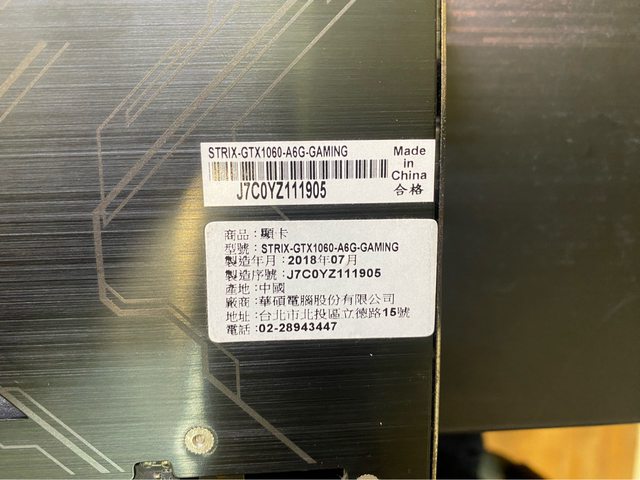 STRIX-GTX1060-A6G-GAMING
J7C0YZ111905
Made
in
China
合格
商品：顯卡
型號：STRIX-GTX1060-A6G-GAMING
製造年月：2018年07月
製造序號：J7C0YZ111905
產地：中國
廠商：華碩電腦股份有限公司
地址：台北市北投區立德路15號
電話：02-28943447